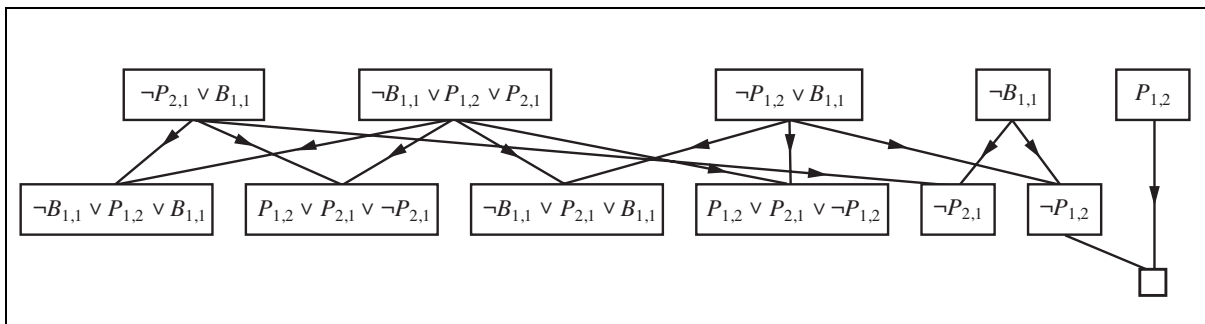 ¬P2,1 ∨ B1,1 ¬B1,1 ∨ P1,2 ∨ P2,1 ¬P1,2 ∨ B1,1 ¬B1,1 P1,2
¬B1,1 ∨ P1,2 ∨ B1,1 P1,2 ∨ P2,1 ∨ ¬P2,1 ¬B1,1 ∨ P2,1 ∨ B1,1 P1,2 ∨ P2,1 ∨ ¬P1,2 ¬P2,1 ¬P1,2